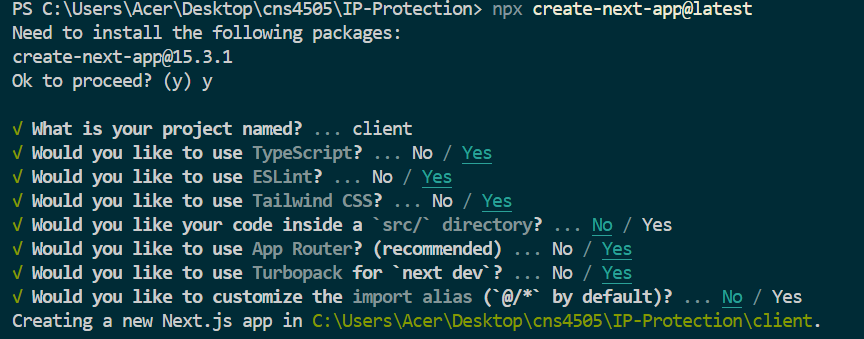 PS C:\Users\Acer\Desktop\cns4505\IP-Protection> npx create-next-app@latest
Need to install the following packages:
create-next-app@15.3.1
Ok to proceed? (y) y
√ What is your project named? ... client
√ Would you like to use TypeScript? ... No / Yes
√ Would you like to use ESLint? ... No / Yes
√ Would you like to use Tailwind CSS? ... No / Yes
√ Would you like your code inside a `src/` directory? ... No / Yes
√ Would you like to use App Router? (recommended) ... No / Yes
√ Would you like to use Turbopack for `next dev`? ... No / Yes
√ Would you like to customize the import alias (`@/*` by default)? ... No / Yes
Creating a new Next.js app in C:\Users\Acer\Desktop\cns4505\IP-Protection\client.